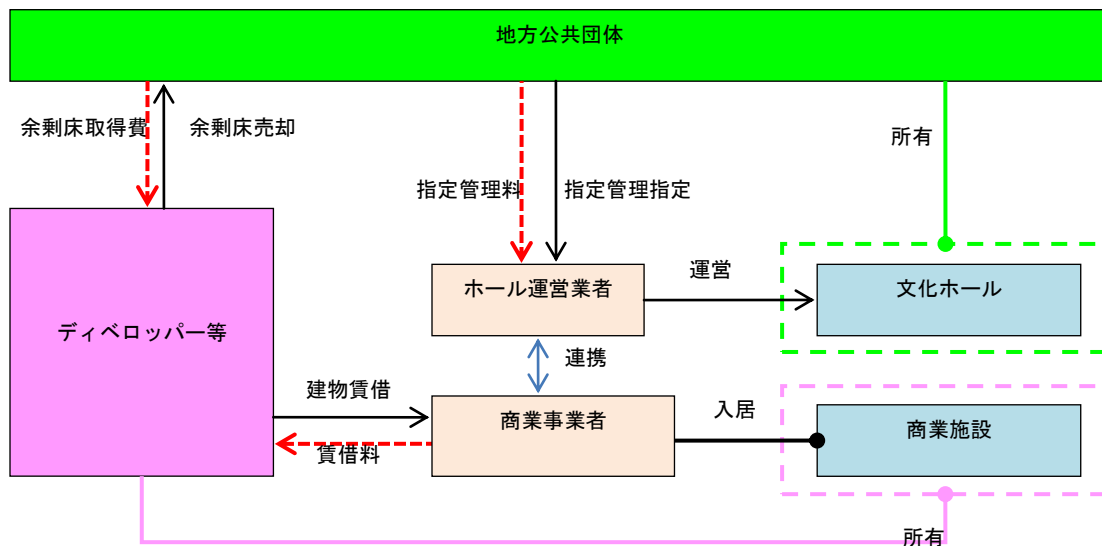 地方公共団体
余剰床取得費
余剰床売却
指定管理料
指定管理指定
所有
ディベロッパー等
ホール運営業者
運営
文化ホール
連携
建物賃借
賃借料
商業事業者
入居
商業施設
所有